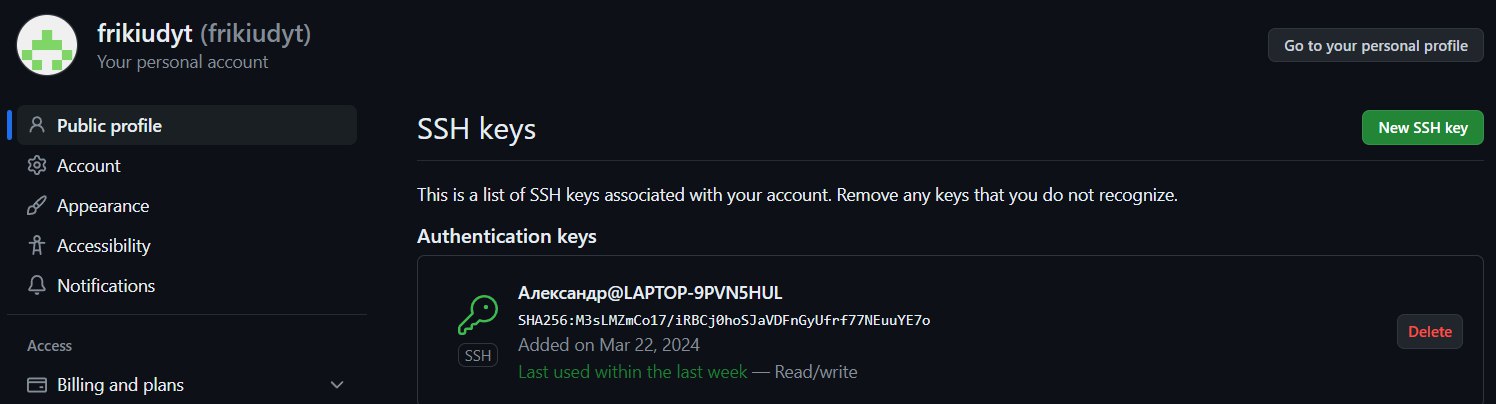 frikiudyt (frikiudyt)
Your personal account
Go to your personal profile
Public profile
Account
Appearance
Accessibility
Notifications
Access
Billing and plans
SSH keys
New SSH key
This is a list of SSH keys associated with your account. Remove any keys that you do not recognize.
Authentication keys
Александр@LAPTOP-9PVN5HUL
SHA256:M3sLMZmCo17/iRBCj0hoSJaVDFnGyUfrf77NEuuYE7o
Added on Mar 22, 2024
Last used within the last week — Read/write
SSH
Delete